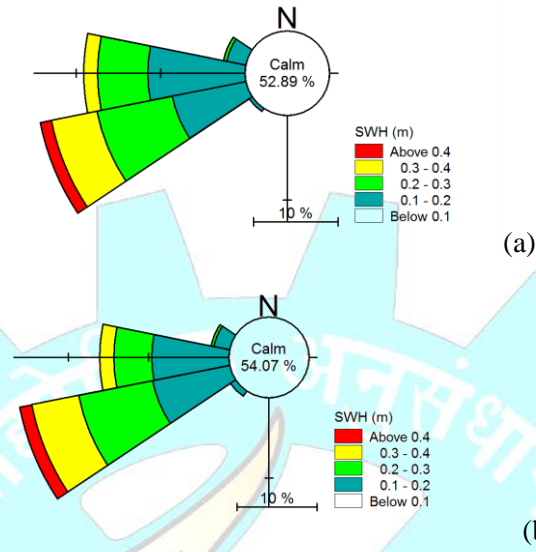 N
Calm
52.89 %
SWH (m)
Above 0.4
0.3 - 0.4
0.2 - 0.3
0.1 - 0.2
Below 0.1
10 %
(a)
N
Calm
54.07 %
SWH (m)
Above 0.4
0.3 - 0.4
0.2 - 0.3
0.1 - 0.2
Below 0.1
10 %
(b